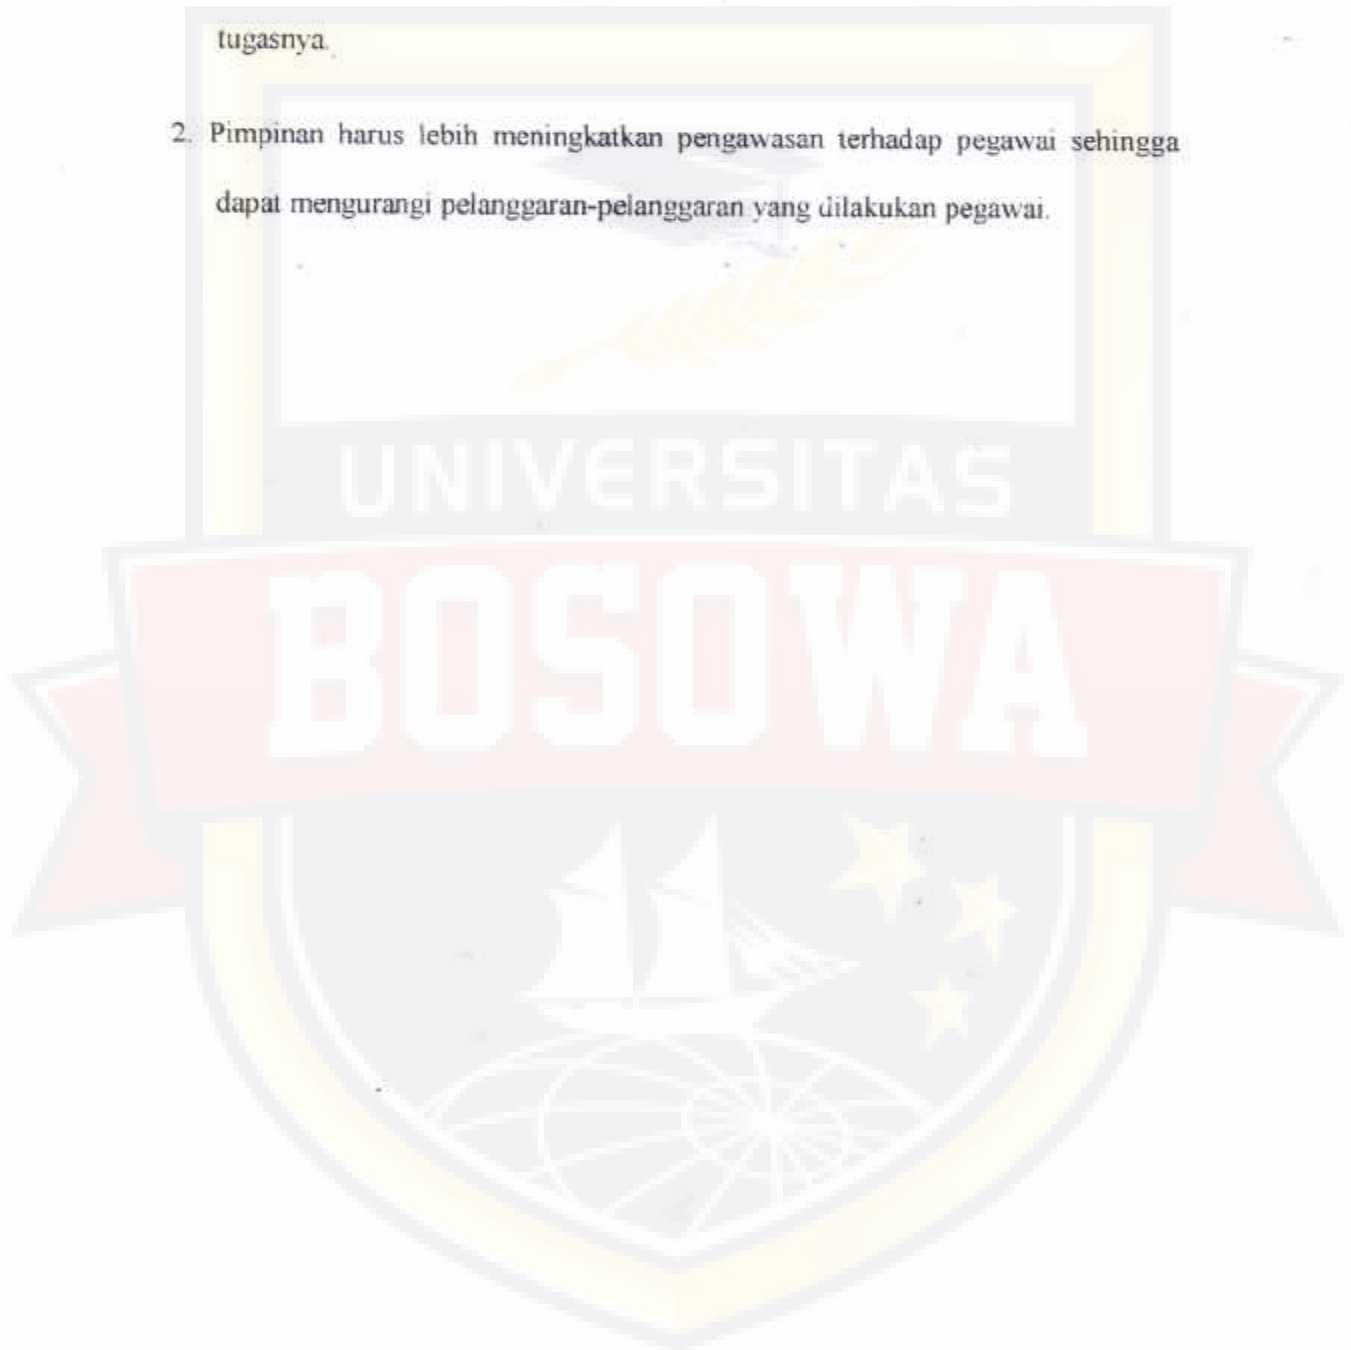 tugasnya.
2. Pimpinan harus lebih meningkatkan pengawasan terhadap pegawai sehingga
dapat mengurangi pelanggaran-pelanggaran yang dilakukan pegawai.
UNIVERSITAS
BOSOWA